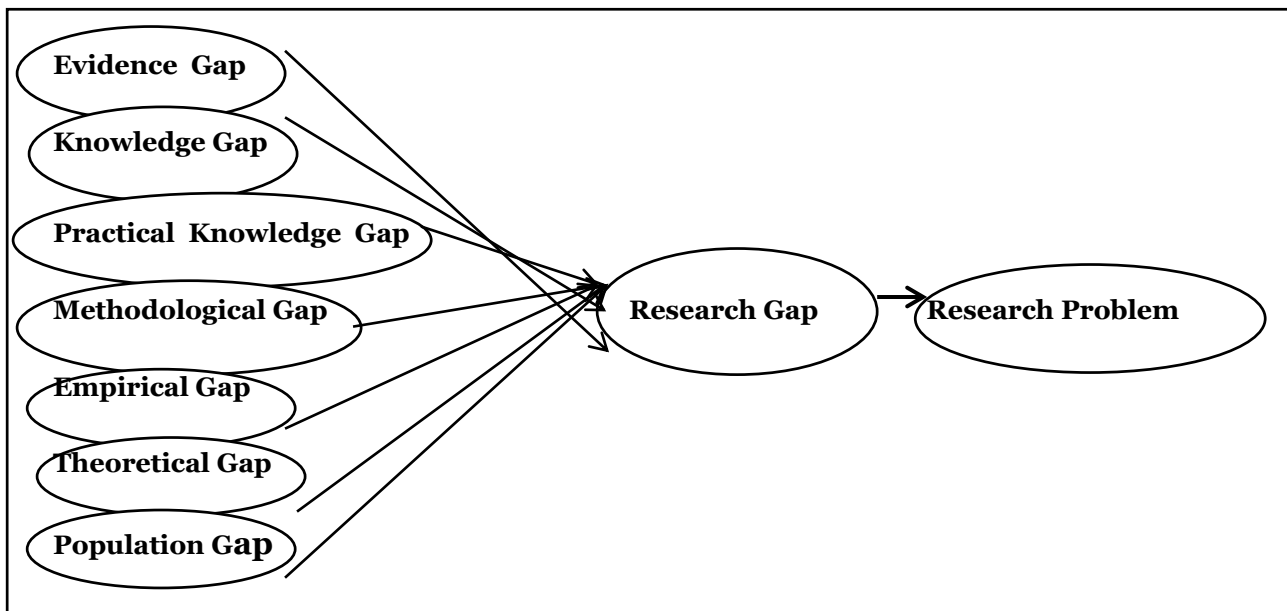 Evidence Gap
Knowledge Gap
Practical Knowledge Gap
Methodological Gap
Empirical Gap
Theoretical Gap
Population Gap
Research Gap
Research Problem